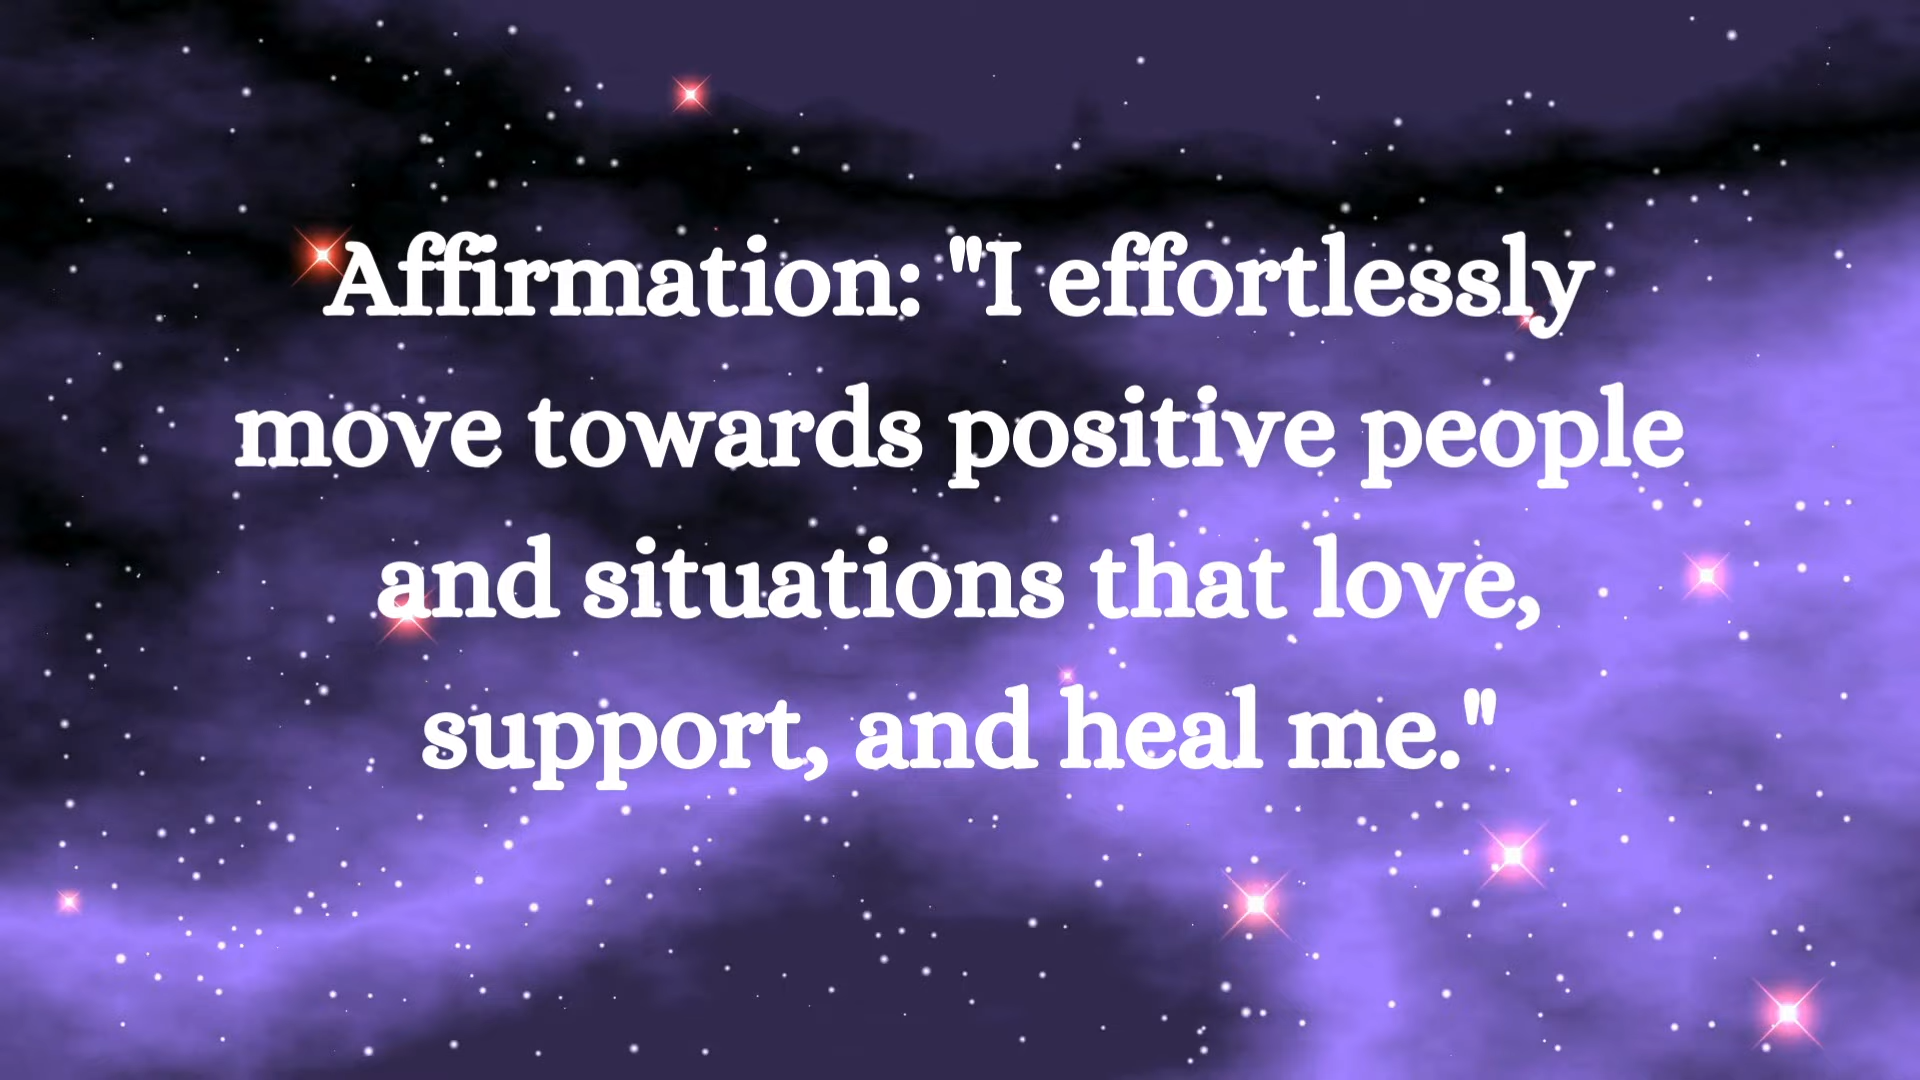 Affirmation: "I effortlessly
move towards positive people
and situations that love,
support, and heal me."